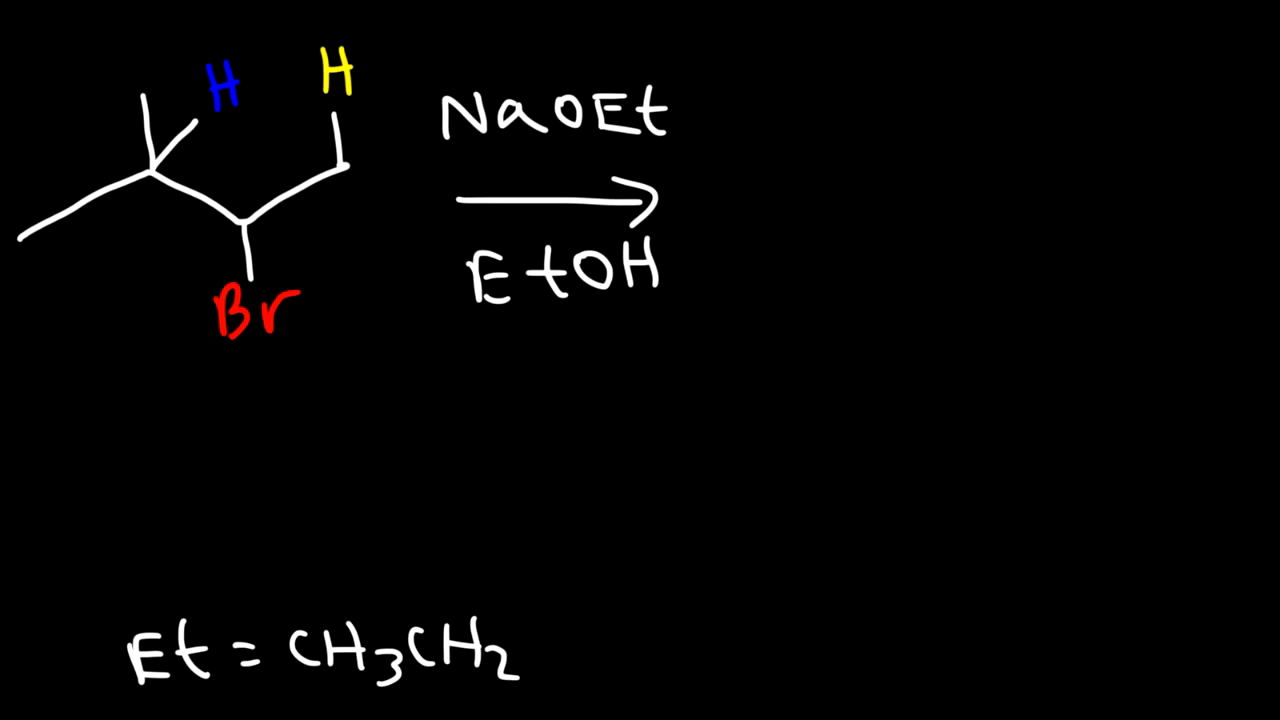 H H
NaOEt
EtOH
Br
Et = CH3CH2